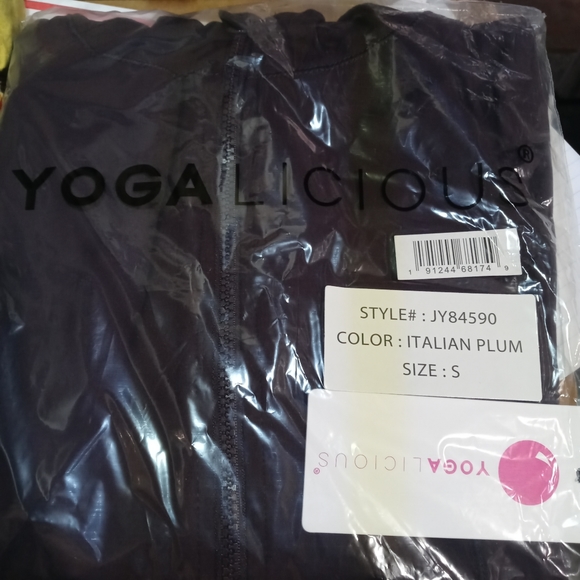 YOGALICIOUS®
1 91244 68174 9
STYLE# : JY84590
COLOR : ITALIAN PLUM
SIZE : S
YOGALICIOUS®